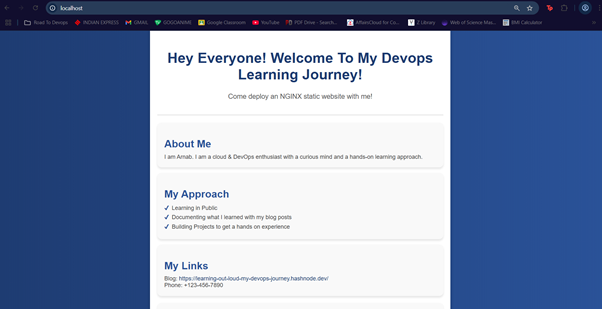 localhost
Road To Devops
INDIAN EXPRESS
GMAIL
GOGOANIME
Google Classroom
YouTube
PDF Drive - Search...
AffairsCloud for Co...
Z Library
Web of Science Mas...
BMI Calculator
Hey Everyone! Welcome To My Devops
Learning Journey!
Come deploy an NGINX static website with me!
About Me
I am Arnab. I am a cloud & DevOps enthusiast with a curious mind and a hands-on learning approach.
My Approach
✓ Learning in Public
✓ Documenting what I learned with my blog posts
✓ Building Projects to get a hands on experience
My Links
Blog: https://learning-out-loud-my-devops-journey.hashnode.dev/
Phone: +123-456-7890